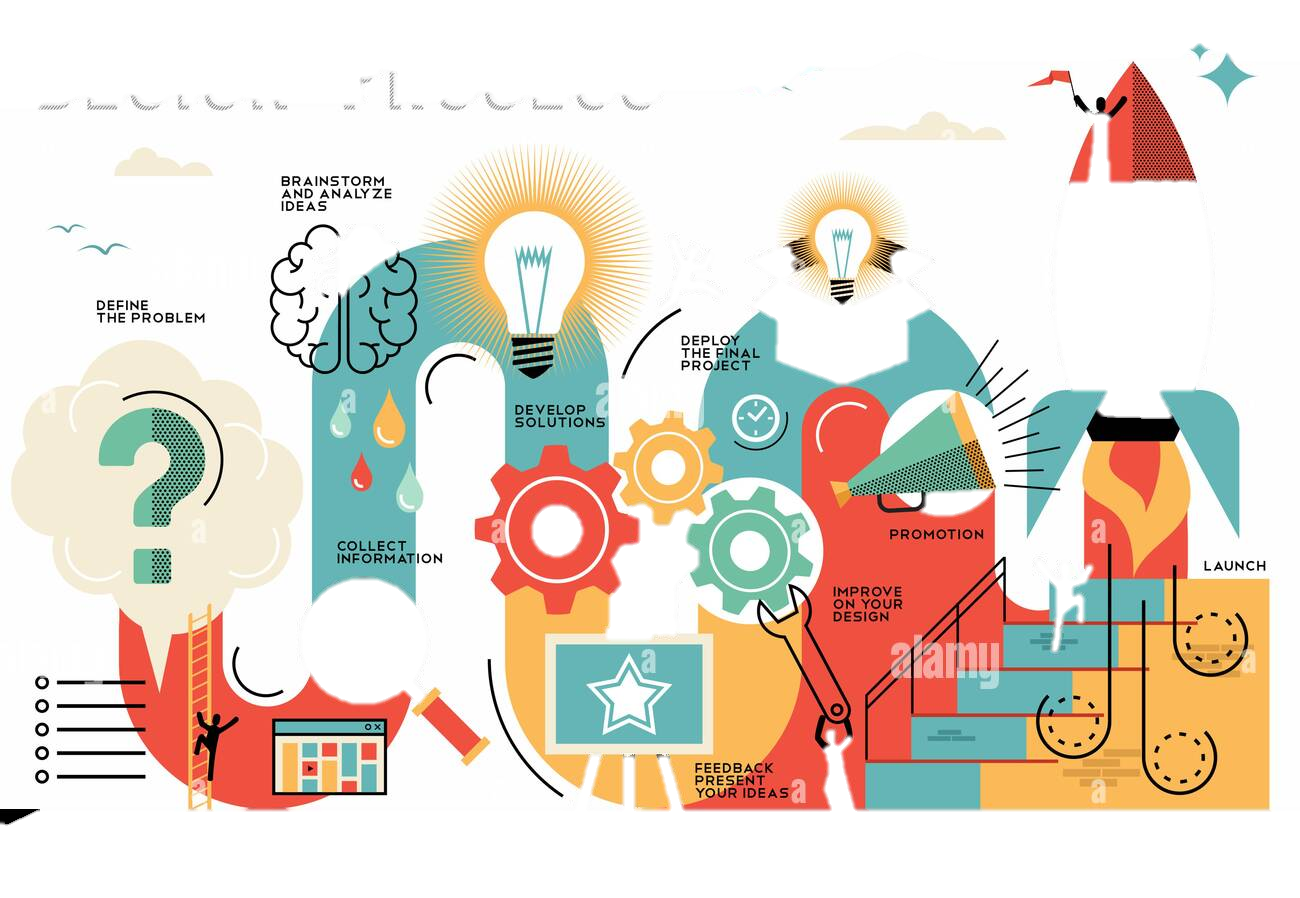 BRAINSTORM
AND ANALYZE
IDEAS
DEFINE
THE PROBLEM
DEPLOY
THE FINAL
PROJECT
DEVELOP
SOLUTIONS
COLLECT
INFORMATION
PROMOTION
LAUNCH
IMPROVE
ON YOUR
DESIGN
FEEDBACK
PRESENT
YOUR IDEAS
alamy
a
a
a
a
a
a
a
a
a
a